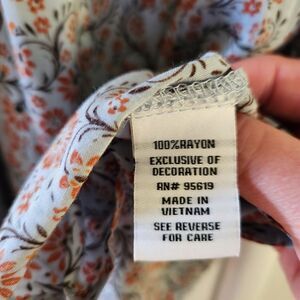 100%RAYON
EXCLUSIVE OF
DECORATION
RN# 95619
MADE IN
VIETNAM
SEE REVERSE
FOR CARE